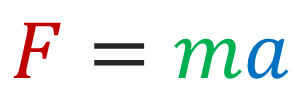 F = ma